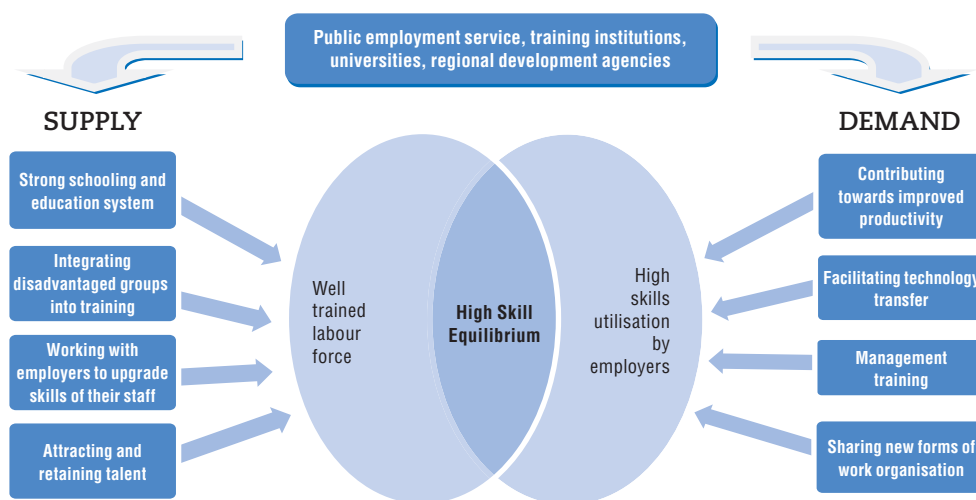 Public employment service, training institutions,
universities, regional development agencies
SUPPLY
Strong schooling and
education system
Integrating
disadvantaged groups
into training
Working with
employers to upgrade
skills of their staff
Attracting and
retaining talent
Well
trained
labour
force
High Skill
Equilibrium
High
skills
utilisation
by
employers
DEMAND
Contributing
towards improved
productivity
Facilitating technology
transfer
Management
training
Sharing new forms of
work organisation